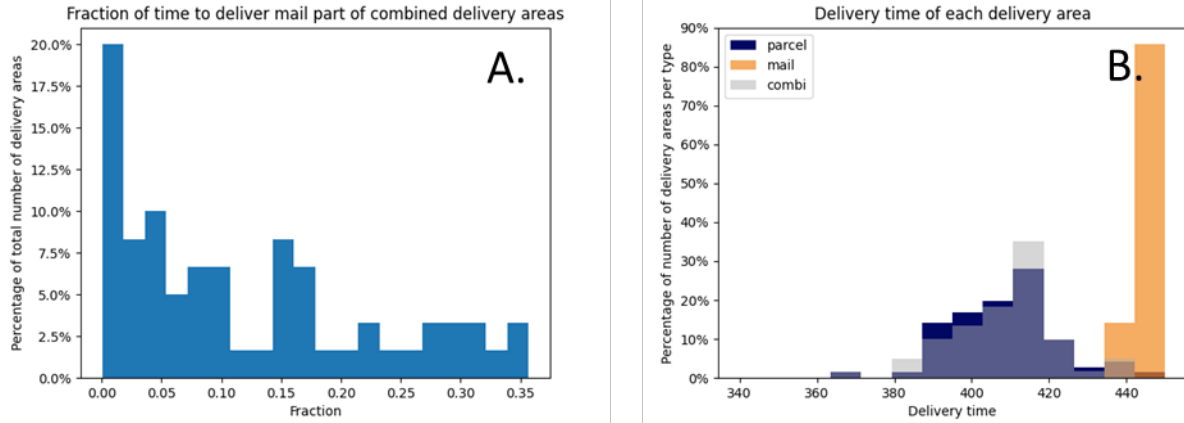 Fraction of time to deliver mail part of combined delivery areas
A.
Percentage of total number of delivery areas
20.0%
17.5%
15.0%
12.5%
10.0%
7.5%
5.0%
2.5%
0.0%
0.00 0.05 0.10 0.15 0.20 0.25 0.30 0.35
Fraction
Delivery time of each delivery area
B.
parcel
mail
combi
Percentage of number of delivery areas per type
90%
80%
70%
60%
50%
40%
30%
20%
10%
0%
340 360 380 400 420 440
Delivery time